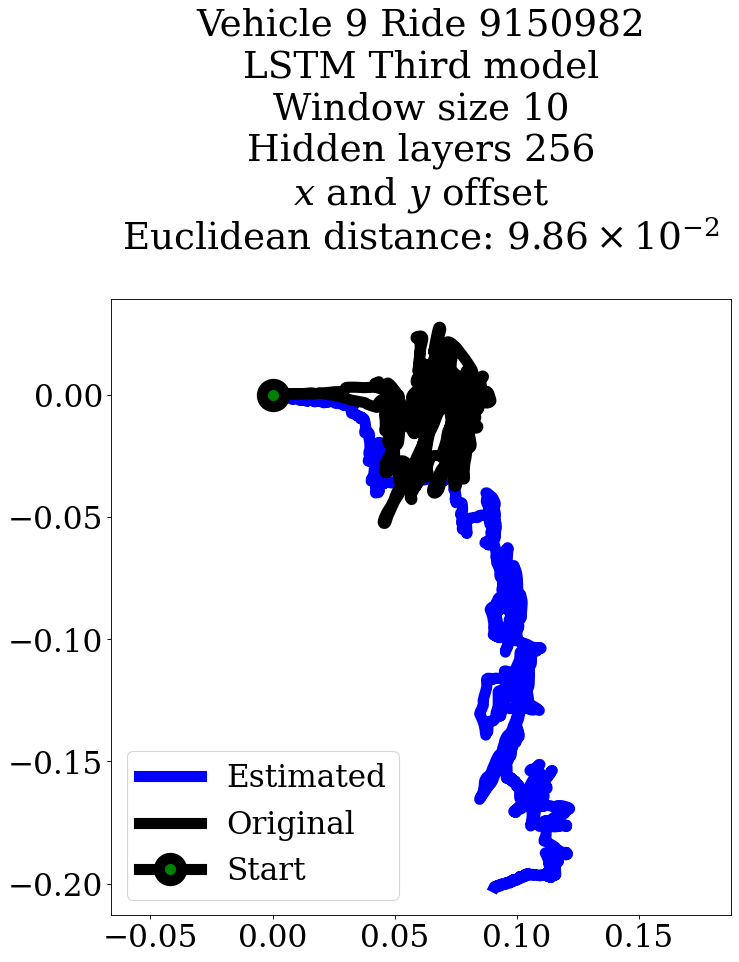 Vehicle 9 Ride 9150982
LSTM Third model
Window size 10
Hidden layers 256
x and y offset
Euclidean distance: 9.86 × 10⁻²
0.00
−0.05
−0.10
−0.15
−0.20
Estimated
Original
Start
−0.05 0.00 0.05 0.10 0.15